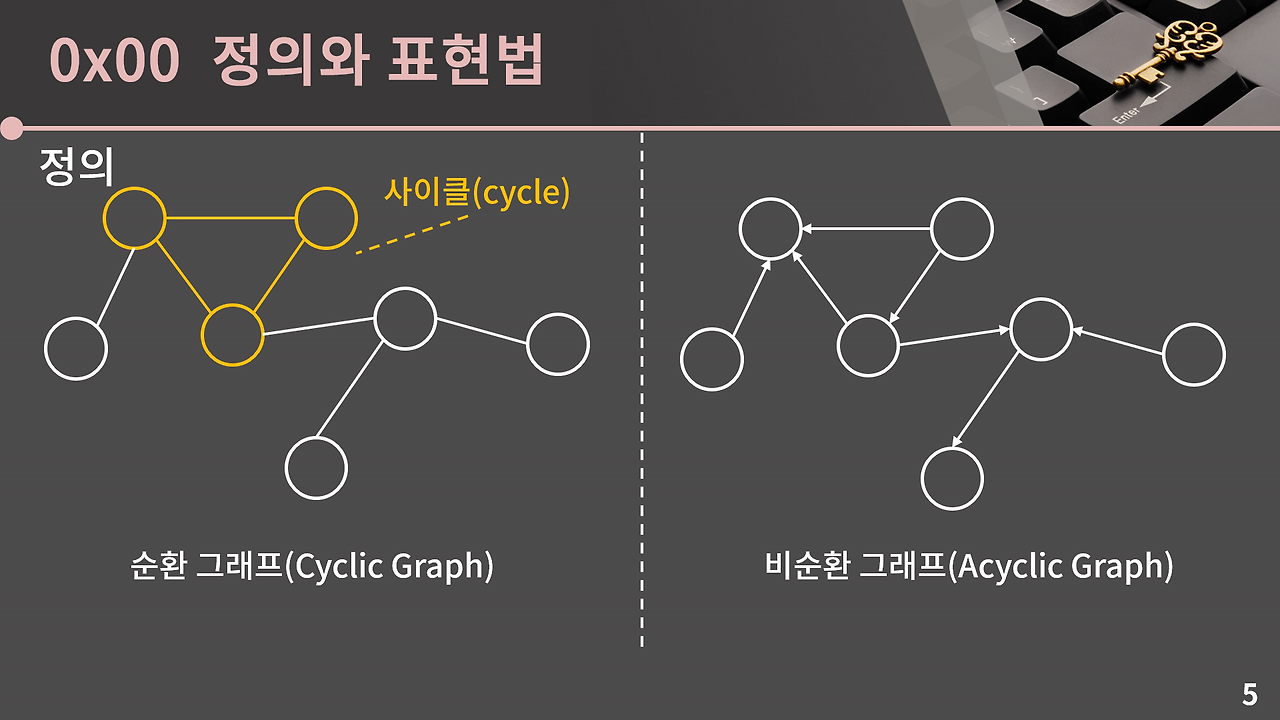 0x00 정의와 표현법
Enter
정의
사이클(cycle)
순환 그래프(Cyclic Graph)
비순환 그래프(Acyclic Graph)
5